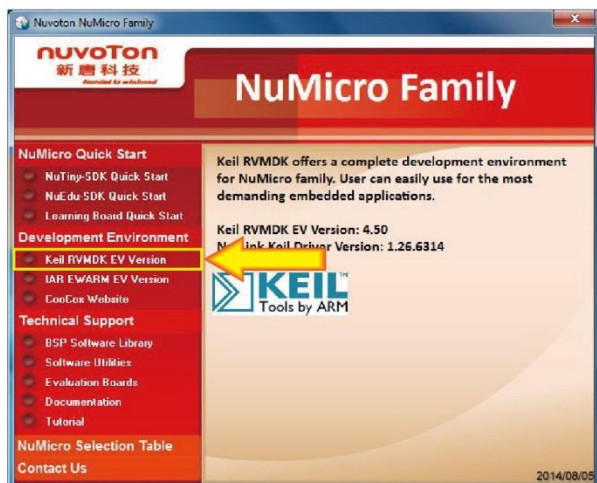 Nuvoton NuMicro Family
nuvoTon
新唐科技
Founded by winbond
NuMicro Family
NuMicro Quick Start
NuTiny-SDK Quick Start
NuEdu-SDK Quick Start
Learning Board Quick Start
Development Environment
Keil RVMDK EV Version
IAR EWARM EV Version
CooCox Website
Technical Support
BSP Software Library
Software Utilities
Evaluation Boards
Documentation
Tutorial
NuMicro Selection Table
Contact Us
Keil RVMDK offers a complete development environment
for NuMicro family. User can easily use for the most
demanding embedded applications.
Keil RVMDK EV Version: 4.50
Keil Driver Version: 1.26.6314
KEIL™
Tools by ARM
2014/08/05